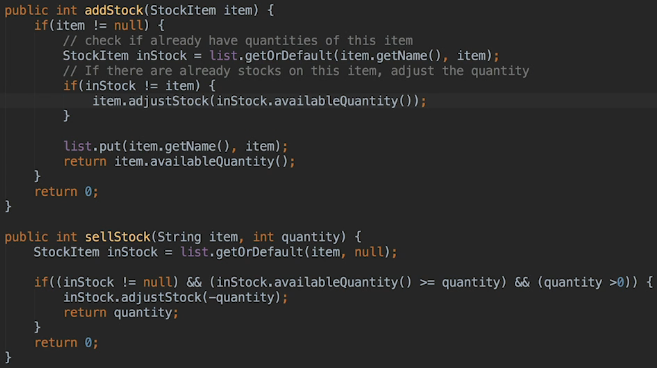 public int addStock(StockItem item) {
    if(item != null) {
        // check if already have quantities of this item
        StockItem inStock = list.getOrDefault(item.getName(), item);
        // If there are already stocks on this item, adjust the quantity
        if(inStock != item) {
            item.adjustStock(inStock.availableQuantity());
        }

        list.put(item.getName(), item);
        return item.availableQuantity();
    }
    return 0;
}

public int sellStock(String item, int quantity) {
    StockItem inStock = list.getOrDefault(item, null);

    if((inStock != null) && (inStock.availableQuantity() >= quantity) && (quantity >0)) {
        inStock.adjustStock(-quantity);
        return quantity;
    }
    return 0;
}